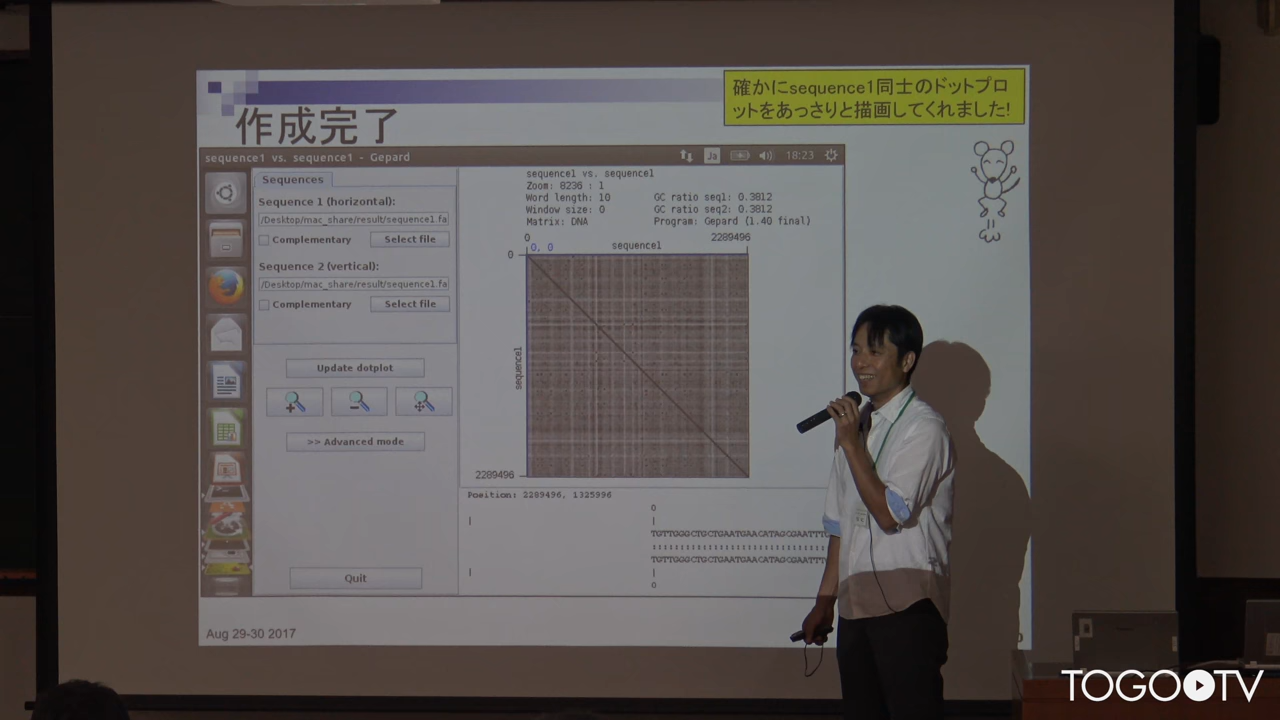 確かにsequence1同士のドットプロ
ットをあっさりと描画してくれました!
作成完了
sequence1 vs. sequence1 - Gepard
Ja
18:23
Sequences
Sequence 1 (horizontal):
/Desktop/mac_share/result/sequence1.fa
Complementary
Select file
Sequence 2 (vertical):
/Desktop/mac_share/result/sequence1.fa
Complementary
Select file
Update dotplot
>> Advanced mode
Quit
sequence1 vs. sequence1
Zoom: 8236 : 1
Word length: 10
GC ratio seq1: 0.3812
Window size: 0
GC ratio seq2: 0.3812
Matrix: DNA
Program: Gepard (1.40 final)
0
2289496
0, 0
sequence1
0
sequence1
2289496
Position: 2289496, 1325996
0
TGTTGGGCTGCTGAATGAACATAGCGAATTT
TGTTGGGCTGCTGAATGAACATAGCGAATTT
0
Aug 29-30 2017
TOGO TV